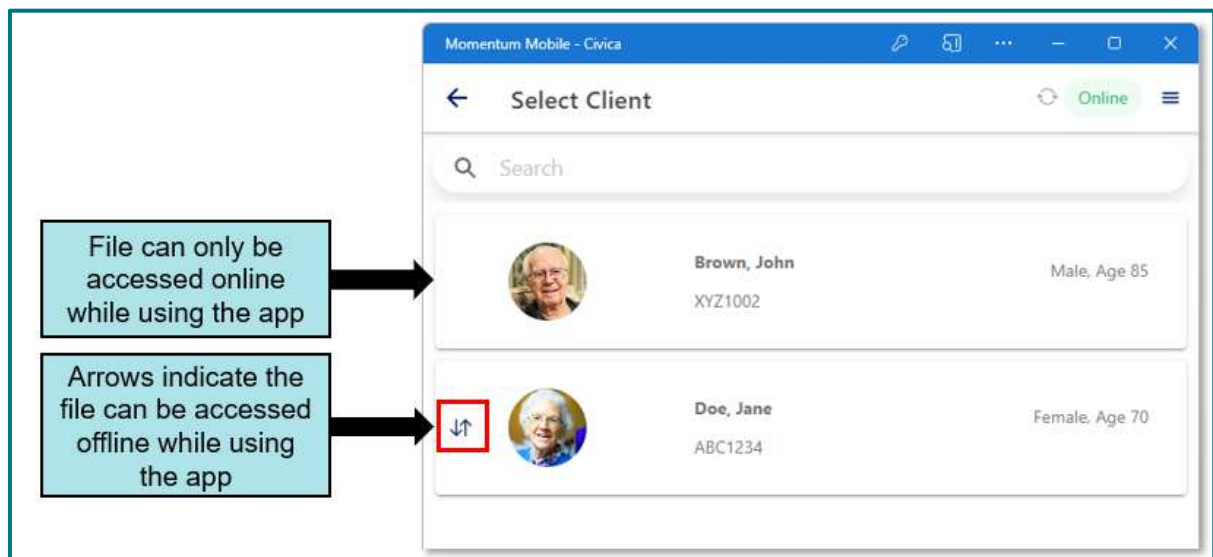 Momentum Mobile - Civica
Select Client
Online
Search
File can only be
accessed online
while using the app
Brown, John
Male, Age 85
XYZ1002
Arrows indicate the
file can be accessed
offline while using
the app
Doe, Jane
Female, Age 70
ABC1234